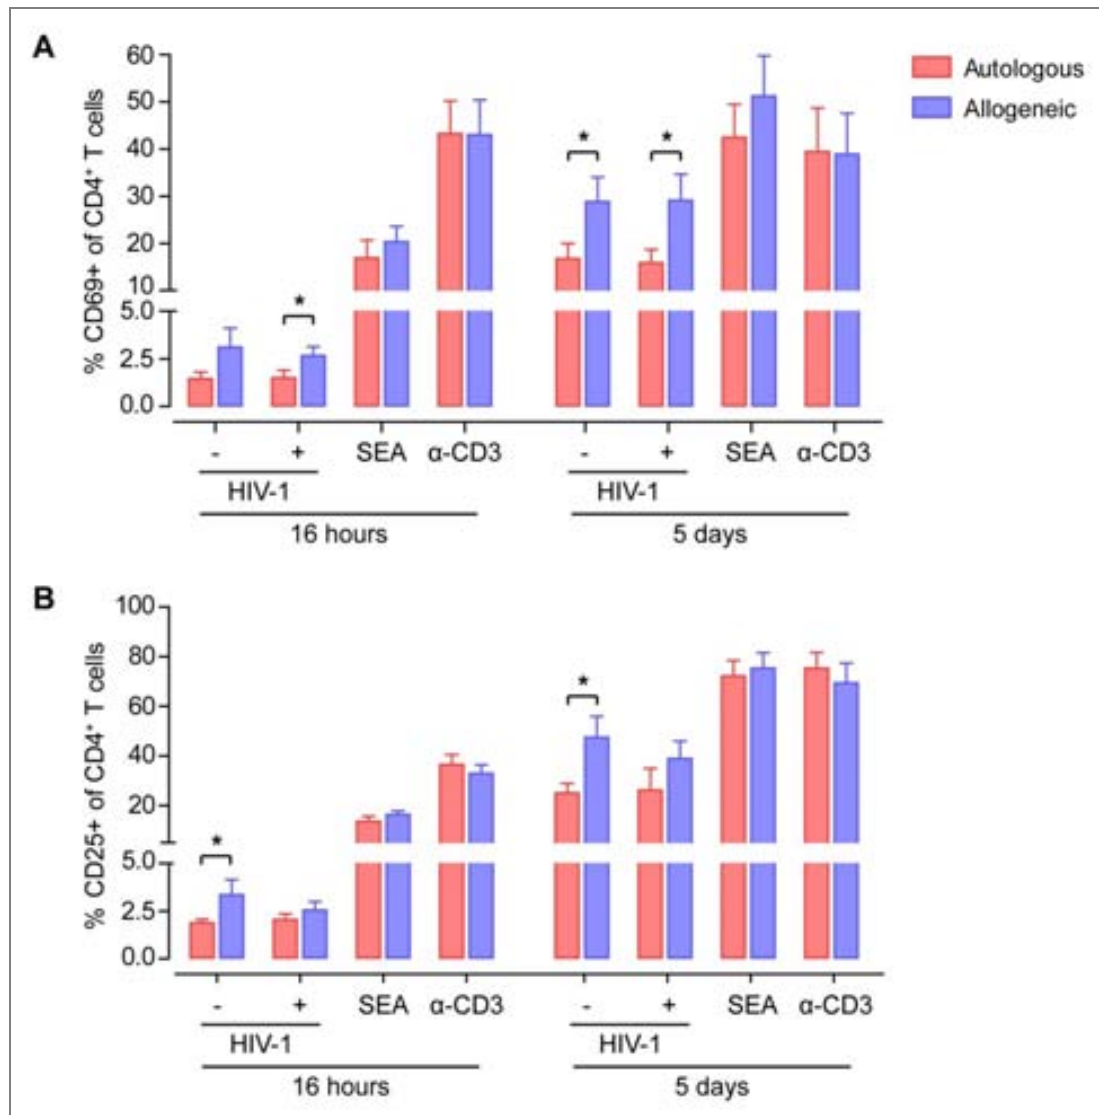 A
% CD69+ of CD4⁺ T cells
60
50
40
30
20
10
5.0
2.5
0.0
Autologous
Allogeneic
*
*
*
- + SEA α-CD3 - + SEA α-CD3
HIV-1 HIV-1
16 hours 5 days
B
% CD25+ of CD4⁺ T cells
100
80
60
40
20
5.0
2.5
0.0
*
*
- + SEA α-CD3 - + SEA α-CD3
HIV-1 HIV-1
16 hours 5 days